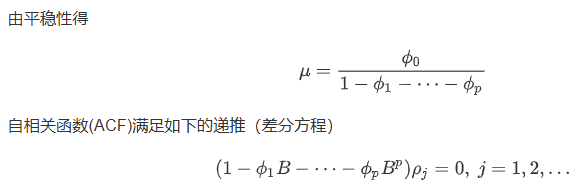 由平稳性得
μ = ϕ₀ / (1 − ϕ₁ − ⋯ − ϕₚ)
自相关函数(ACF)满足如下的递推（差分方程）
(1 − ϕ₁B − ⋯ − ϕₚBᵖ)ρⱼ = 0, j = 1, 2, …